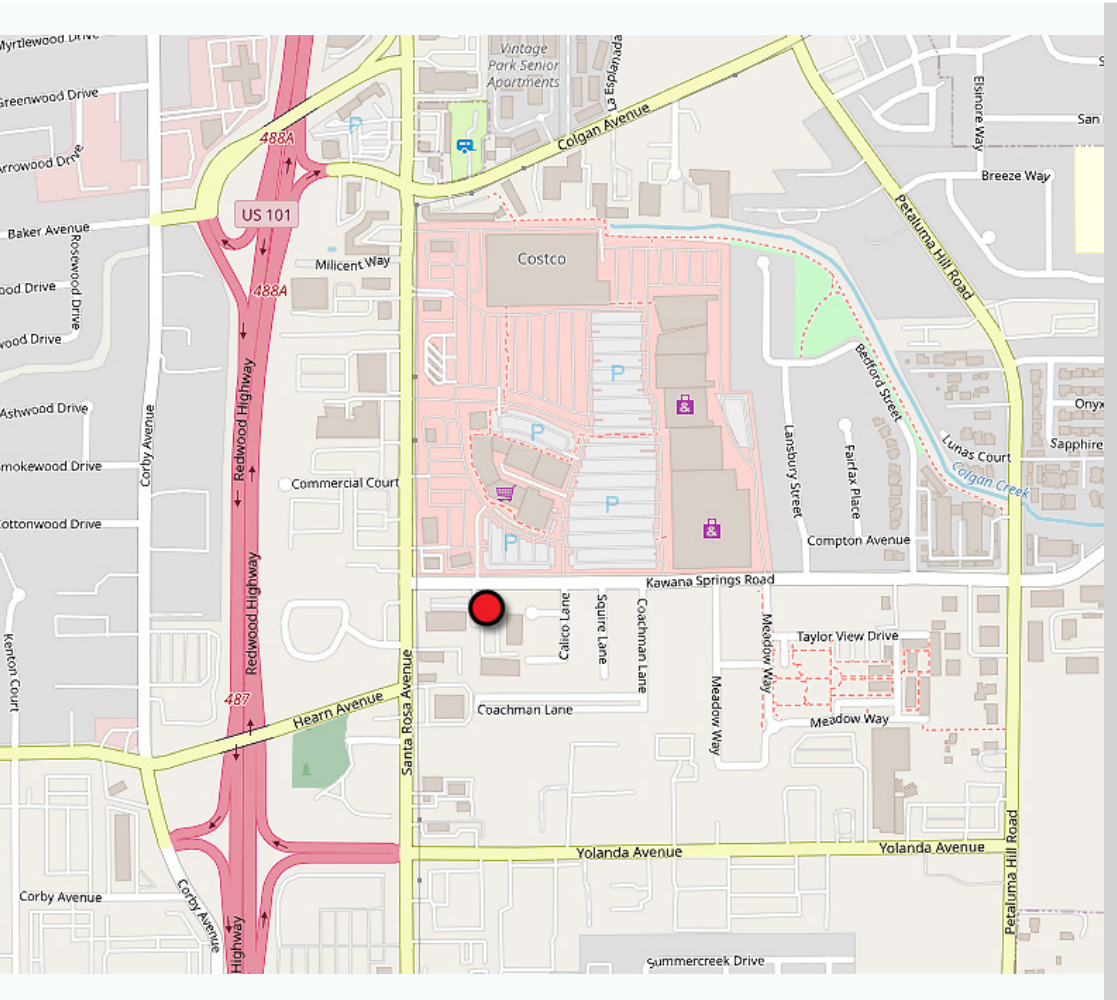 Myrtlewood Drive
Vintage
Park Senior
Apartments
Greenwood Drive
488A
Colgan Avenue
Elsinore Way
San
Arrowood Drive
P
Breeze Way
US 101
Petaluma Hill Road
Baker Avenue
Rosewood Drive
Milicent Way
Costco
ood Drive
488A
wood Drive
Redwood Highway
P
Bedford Street
Ashwood Drive
Corby Avenue
Onyx
P
Lansbury Street
Fairfax Place
Lunas Court
Sapphire
mokewood Drive
Commercial Court
Colgan Creek
P
Cottonwood Drive
P
Compton Avenue
Redwood Highway
Kawana Springs Road
Kenton Court
Calico Lane
Squire Lane
Coachman Lane
Meadow Way
Taylor View Drive
487
Hearn Avenue
Santa Rosa Avenue
Coachman Lane
Meadow Way
Meadow Way
Yolanda Avenue
Yolanda Avenue
Petaluma Hill Road
Corby Avenue
Corby Avenue
Highway
Summercreek Drive